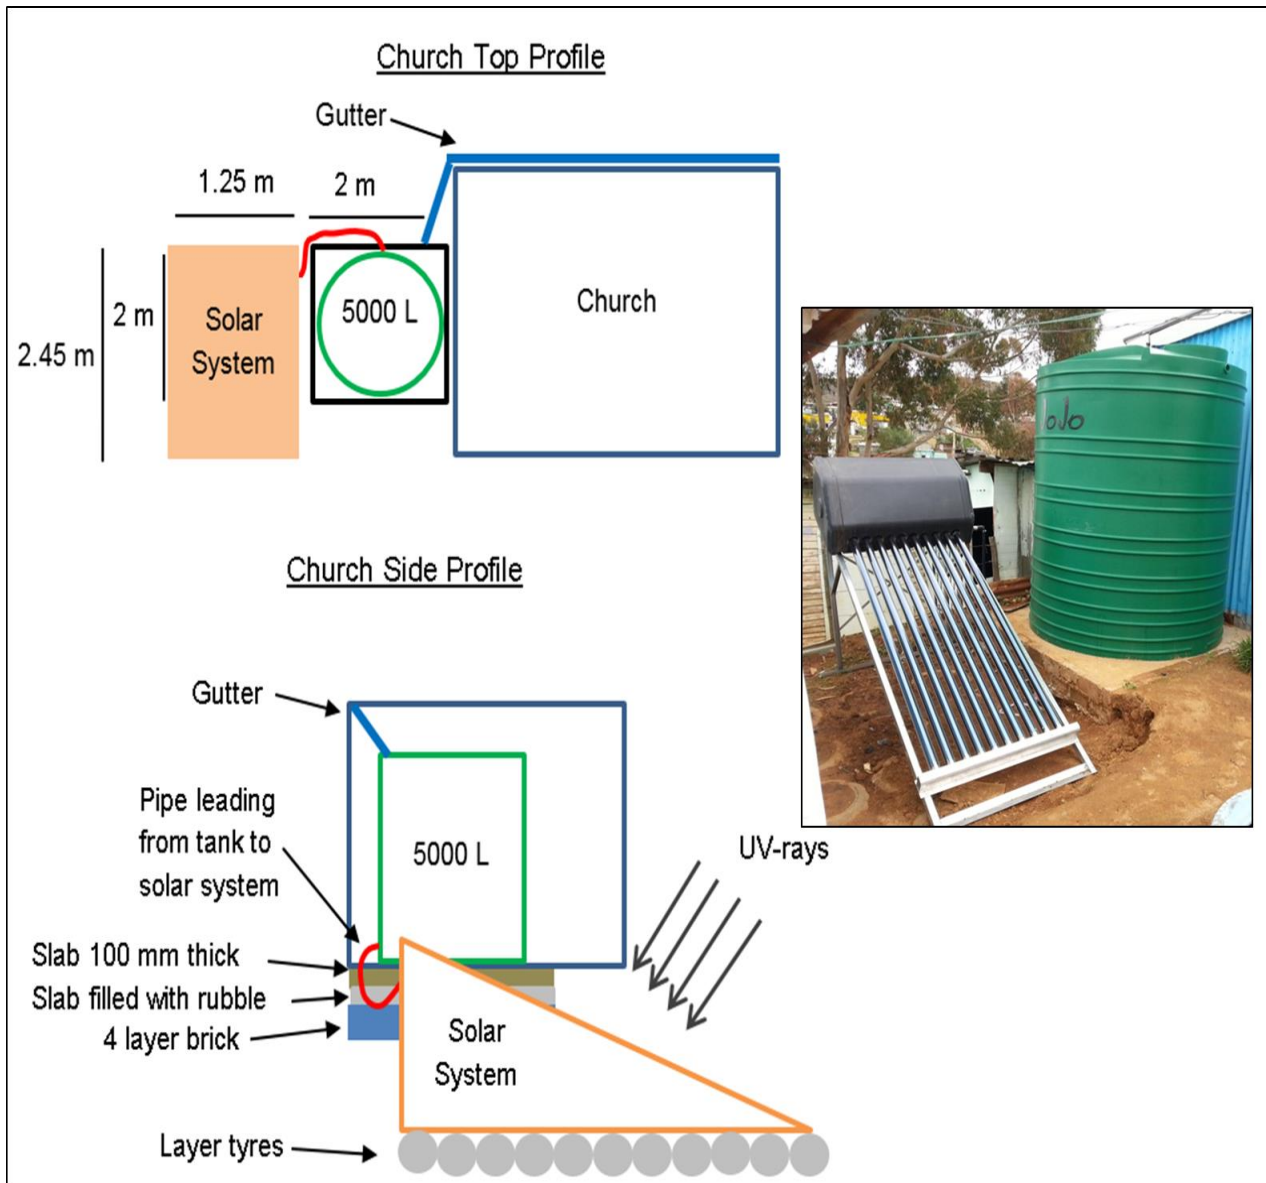 Church Top Profile
Gutter
1.25 m
2 m
2 m
2.45 m
Solar
System
5000 L
Church
JoJo
Church Side Profile
Gutter
Pipe leading
from tank to
solar system
5000 L
UV-rays
Slab 100 mm thick
Slab filled with rubble
4 layer brick
Solar
System
Layer tyres